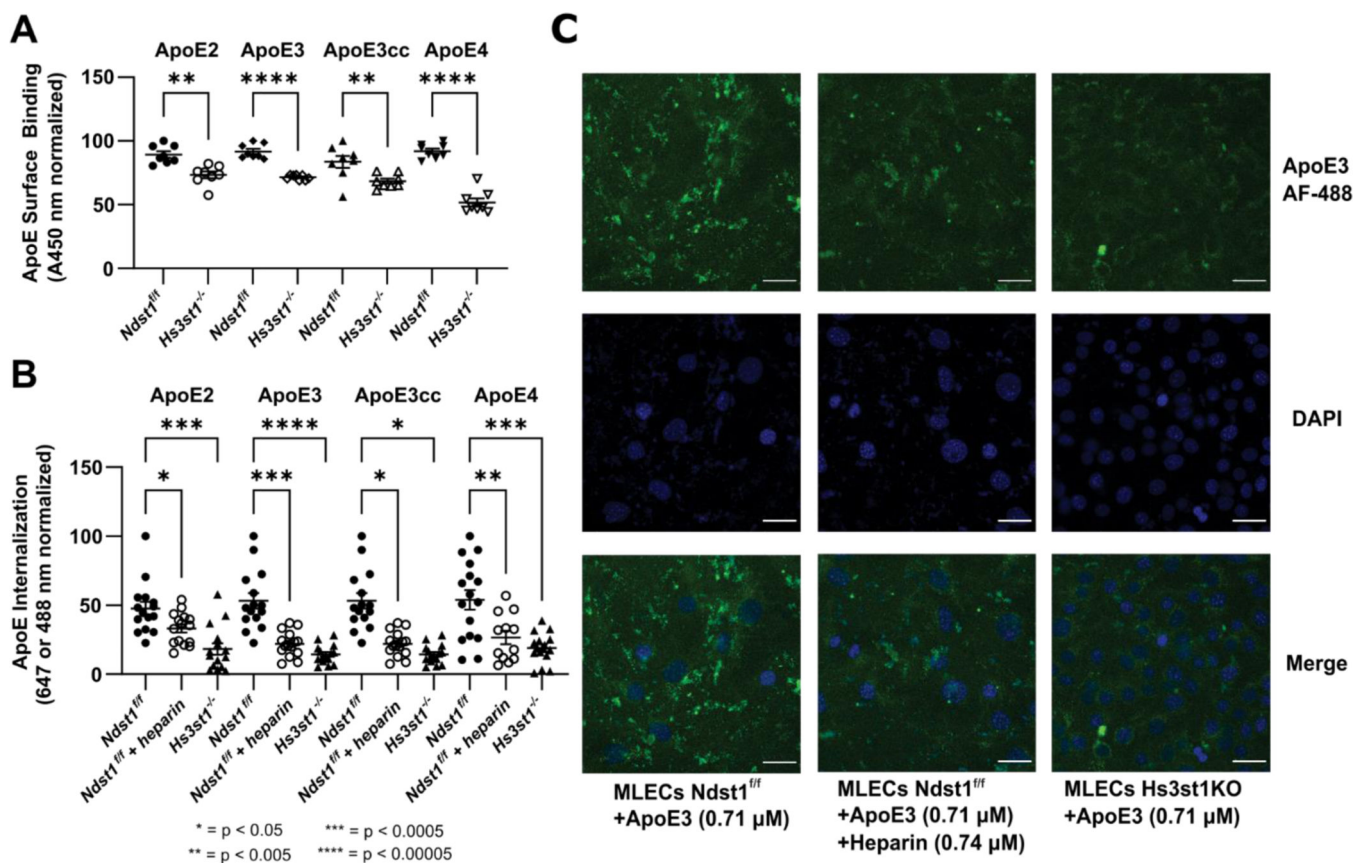 A
ApoE2 ApoE3 ApoE3cc ApoE4
** **** ** ****
ApoE Surface Binding
(A450 nm normalized)
150
100
50
0
Ndst1f/f Hs3st1-/- Ndst1f/f Hs3st1-/- Ndst1f/f Hs3st1-/- Ndst1f/f Hs3st1-/-
B
ApoE2 ApoE3 ApoE3cc ApoE4
*** **** * ***
* *** * **
ApoE Internalization
(647 or 488 nm normalized)
150
100
50
0
Ndst1f/f Ndst1f/f + heparin Hs3st1-/- Ndst1f/f Ndst1f/f + heparin Hs3st1-/- Ndst1f/f Ndst1f/f + heparin Hs3st1-/- Ndst1f/f Ndst1f/f + heparin Hs3st1-/-
* = p < 0.05 *** = p < 0.0005
** = p < 0.005 **** = p < 0.00005
C
ApoE3
AF-488
DAPI
Merge
MLECs Ndst1f/f
+ApoE3 (0.71 µM)
MLECs Ndst1f/f
+ApoE3 (0.71 µM)
+Heparin (0.74 µM)
MLECs Hs3st1KO
+ApoE3 (0.71 µM)